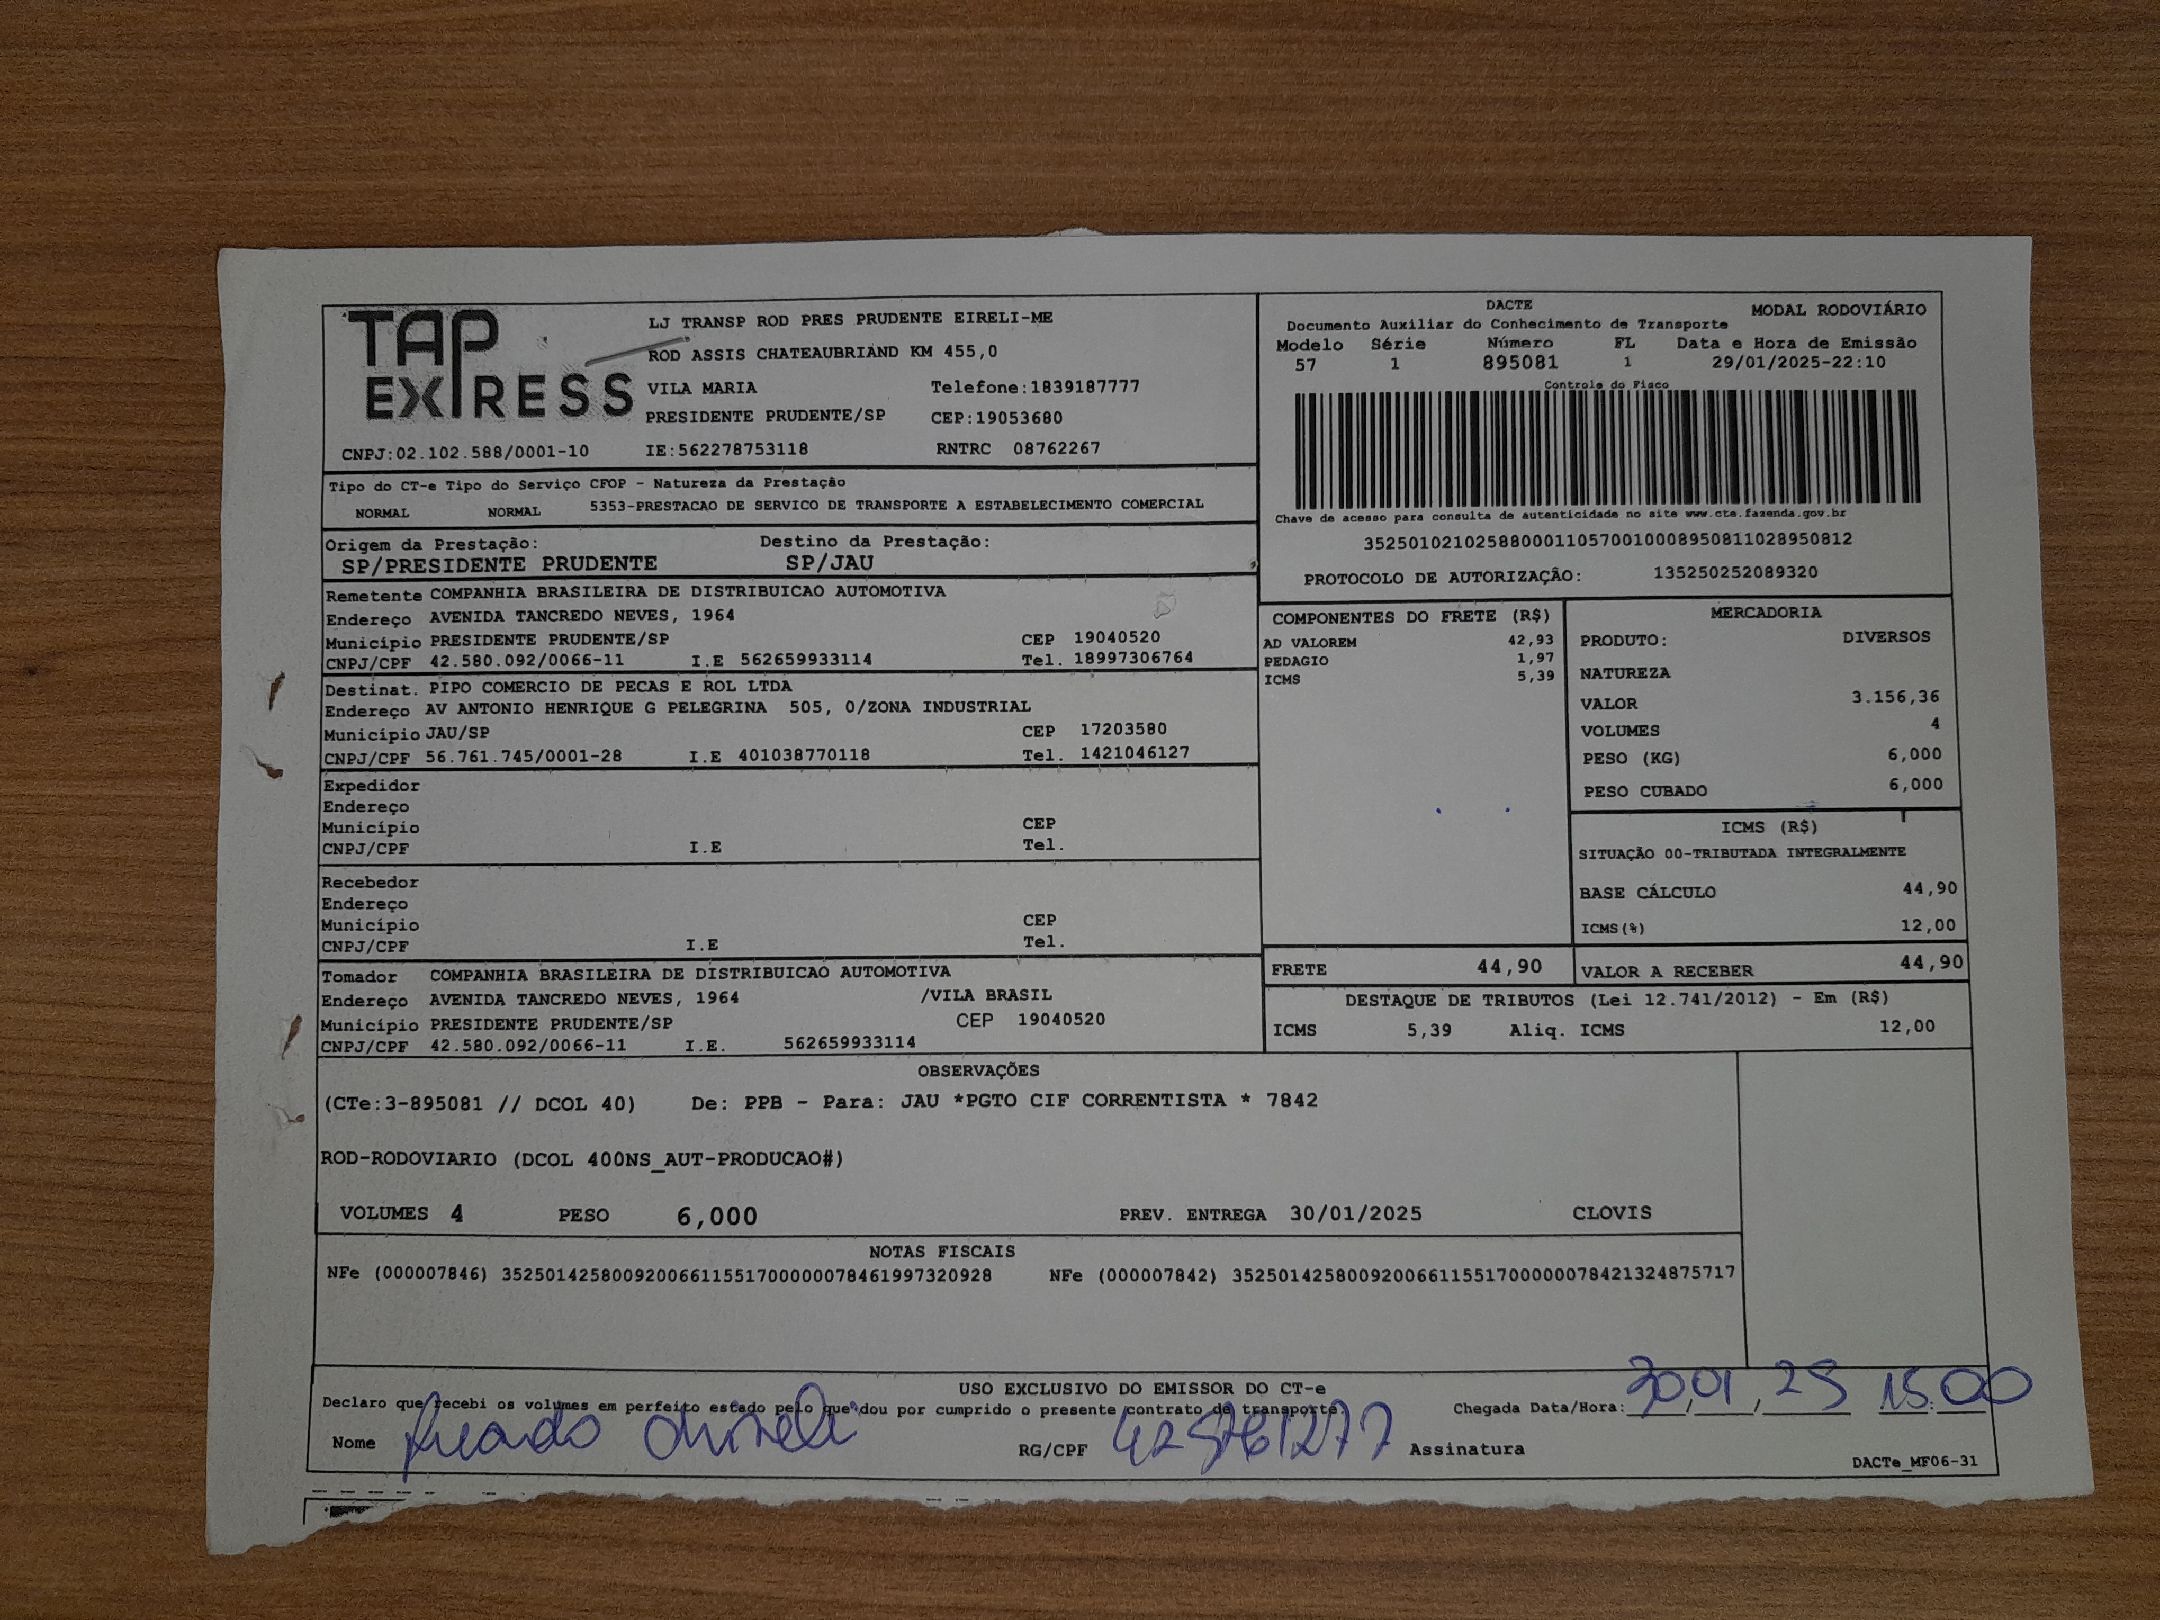 TAP
EXPRESS
LJ TRANSP ROD PRES PRUDENTE EIRELI-ME
ROD ASSIS CHATEAUBRIAND KM 455,0
VILA MARIA Telefone:1839187777
PRESIDENTE PRUDENTE/SP CEP:19053680
CNPJ:02.102.588/0001-10 IE:562278753118 RNTRC 08762267
DACTE MODAL RODOVIÁRIO
Documento Auxiliar do Conhecimento de Transporte
Modelo Série Número FL Data e Hora de Emissão
57 1 895081 1 29/01/2025-22:10
Controle do Fisco
Chave de acesso para consulta de autenticidade no site www.cte.fazenda.gov.br
35250102102588000110570010008950811028950812
PROTOCOLO DE AUTORIZAÇÃO: 135250252089320
Tipo do CT-e Tipo do Serviço CFOP - Natureza da Prestação
NORMAL NORMAL 5353-PRESTACAO DE SERVICO DE TRANSPORTE A ESTABELECIMENTO COMERCIAL
Origem da Prestação: Destino da Prestação:
SP/PRESIDENTE PRUDENTE SP/JAU
Remetente COMPANHIA BRASILEIRA DE DISTRIBUICAO AUTOMOTIVA
Endereço AVENIDA TANCREDO NEVES, 1964
Município PRESIDENTE PRUDENTE/SP CEP 19040520
CNPJ/CPF 42.580.092/0066-11 I.E 562659933114 Tel. 18997306764
Destinat. PIPO COMERCIO DE PECAS E ROL LTDA
Endereço AV ANTONIO HENRIQUE G PELEGRINA 505, 0/ZONA INDUSTRIAL
Município JAU/SP CEP 17203580
CNPJ/CPF 56.761.745/0001-28 I.E 401038770118 Tel. 1421046127
Expedidor
Endereço
Município CEP
CNPJ/CPF I.E Tel.
Recebedor
Endereço
Município CEP
CNPJ/CPF I.E Tel.
Tomador COMPANHIA BRASILEIRA DE DISTRIBUICAO AUTOMOTIVA
Endereço AVENIDA TANCREDO NEVES, 1964 /VILA BRASIL
Município PRESIDENTE PRUDENTE/SP CEP 19040520
CNPJ/CPF 42.580.092/0066-11 I.E. 562659933114
COMPONENTES DO FRETE (R$)
AD VALOREM 42,93
PEDAGIO 1,97
ICMS 5,39
MERCADORIA
PRODUTO: DIVERSOS
NATUREZA
VALOR 3.156,36
VOLUMES 4
PESO (KG) 6,000
PESO CUBADO 6,000
ICMS (R$)
SITUAÇÃO 00-TRIBUTADA INTEGRALMENTE
BASE CÁLCULO 44,90
ICMS(%) 12,00
FRETE 44,90 VALOR A RECEBER 44,90
DESTAQUE DE TRIBUTOS (Lei 12.741/2012) - Em (R$)
ICMS 5,39 Aliq. ICMS 12,00
OBSERVAÇÕES
(CTe:3-895081 // DCOL 40) De: PPB - Para: JAU *PGTO CIF CORRENTISTA * 7842
ROD-RODOVIARIO (DCOL 400NS_AUT-PRODUCAO#)
VOLUMES 4 PESO 6,000 PREV. ENTREGA 30/01/2025 CLOVIS
NOTAS FISCAIS
NFe (000007846) 35250142580092006611551700000078461997320928 NFe (000007842) 35250142580092006611551700000078421324875717
USO EXCLUSIVO DO EMISSOR DO CT-e
Declaro que recebi os volumes em perfeito estado pelo que dou por cumprido o presente contrato de transporte. Chegada Data/Hora: 30/01/25 15:00
Nome RG/CPF 425761277 Assinatura
DACTe_MF06-31